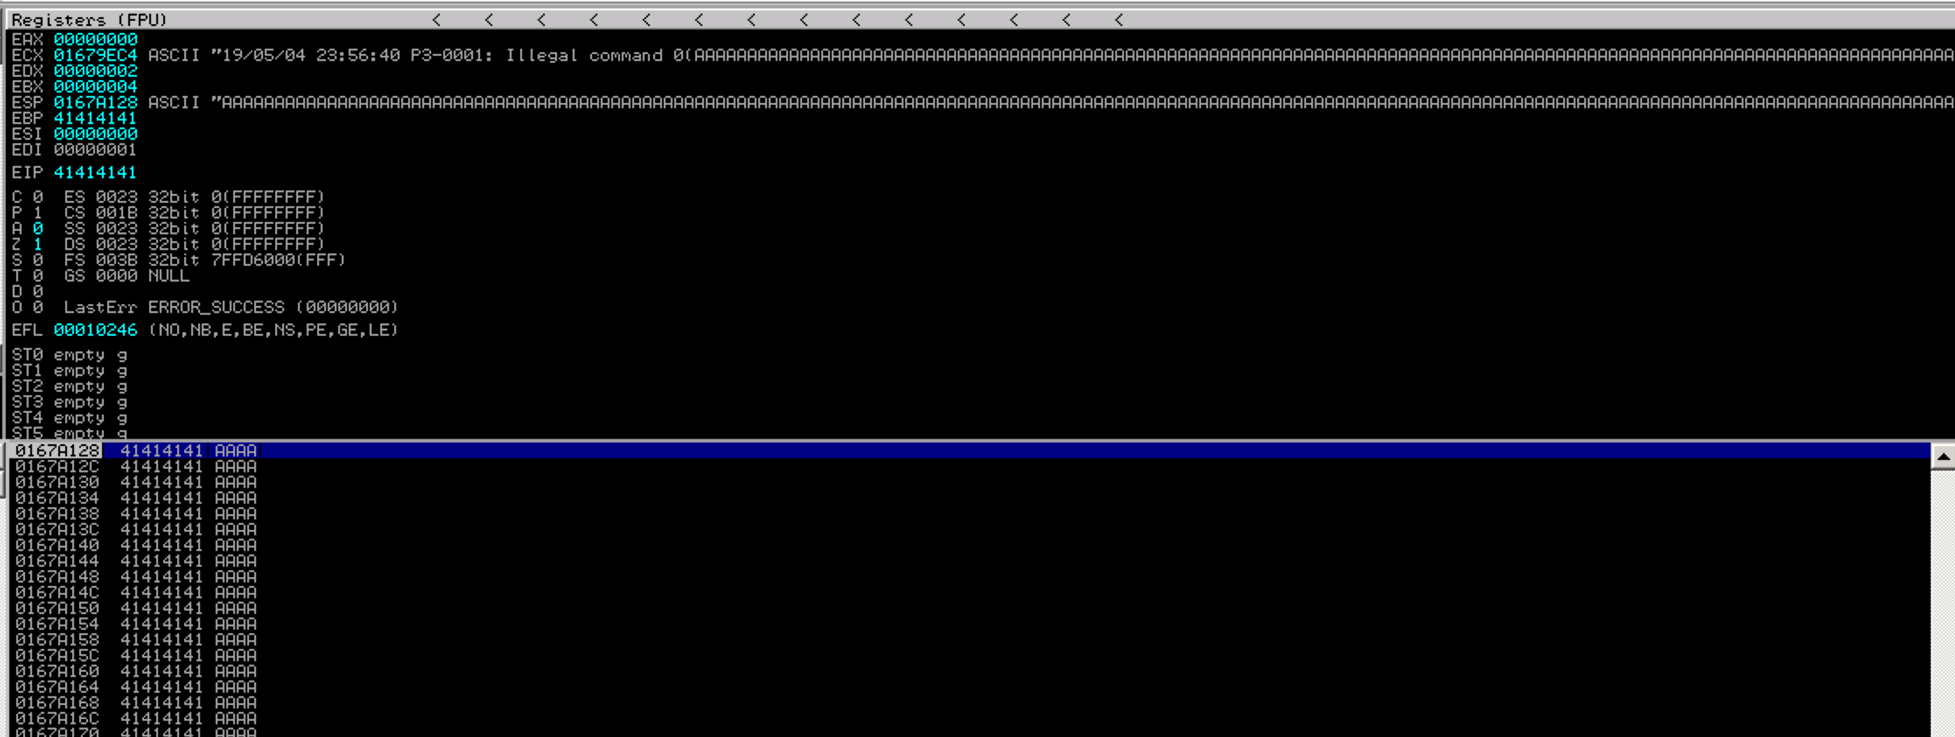 Registers (FPU) < < < < < < < < < < < < < <
EAX 00000000
ECX 01679EC4 ASCII "19/05/04 23:56:40 P3-0001: Illegal command 0(AAAAAAAAAAAAAAAAAAAAAAAAAAAAAAAAAAAAAAAAAAAAAAAAAAAAAAAAAAAAAAAAAAAAAAAAAAAAAAAAAAAAAAAAAAAAAAAAAAAAAAAAAAAAAAAAAAAAAAAAAAAA
EDX 00000002
EBX 00000004
ESP 0167A128 ASCII "AAAAAAAAAAAAAAAAAAAAAAAAAAAAAAAAAAAAAAAAAAAAAAAAAAAAAAAAAAAAAAAAAAAAAAAAAAAAAAAAAAAAAAAAAAAAAAAAAAAAAAAAAAAAAAAAAAAAAAAAAAAAAAAAAAAAAAAAAAAAAAAAAAAAAAAAAAAAAAAAAAAAA
EBP 41414141
ESI 00000000
EDI 00000001
EIP 41414141
C 0 ES 0023 32bit 0(FFFFFFFF)
P 1 CS 001B 32bit 0(FFFFFFFF)
A 0 SS 0023 32bit 0(FFFFFFFF)
Z 1 DS 0023 32bit 0(FFFFFFFF)
S 0 FS 003B 32bit 7FFD6000(FFF)
T 0 GS 0000 NULL
D 0
O 0 LastErr ERROR_SUCCESS (00000000)
EFL 00010246 (NO,NB,E,BE,NS,PE,GE,LE)
ST0 empty g
ST1 empty g
ST2 empty g
ST3 empty g
ST4 empty g
ST5 empty g
0167A128 41414141 AAAA
0167A12C 41414141 AAAA
0167A130 41414141 AAAA
0167A134 41414141 AAAA
0167A138 41414141 AAAA
0167A13C 41414141 AAAA
0167A140 41414141 AAAA
0167A144 41414141 AAAA
0167A148 41414141 AAAA
0167A14C 41414141 AAAA
0167A150 41414141 AAAA
0167A154 41414141 AAAA
0167A158 41414141 AAAA
0167A15C 41414141 AAAA
0167A160 41414141 AAAA
0167A164 41414141 AAAA
0167A168 41414141 AAAA
0167A16C 41414141 AAAA
0167A170 41414141 AAAA